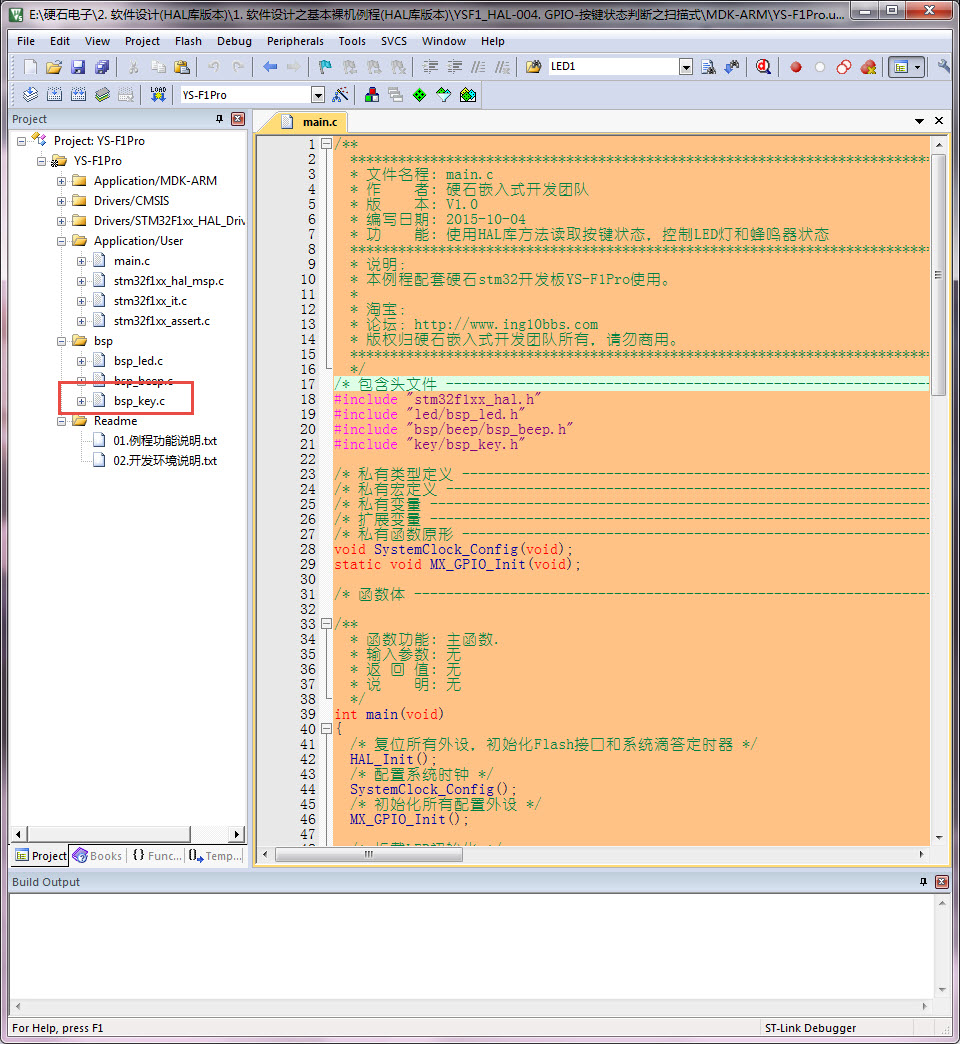 E:\硬石电子\2. 软件设计(HAL库版本)\1. 软件设计之基本裸机例程(HAL库版本)\YSF1_HAL-004. GPIO-按键状态判断之扫描式\MDK-ARM\YS-F1Pro.u...
File Edit View Project Flash Debug Peripherals Tools SVCS Window Help
LED1
LOAD YS-F1Pro
Project
main.c
Project: YS-F1Pro
YS-F1Pro
Application/MDK-ARM
Drivers/CMSIS
Drivers/STM32F1xx_HAL_Driv
Application/User
main.c
stm32f1xx_hal_msp.c
stm32f1xx_it.c
stm32f1xx_assert.c
bsp
bsp_led.c
bsp_beep.c
bsp_key.c
Readme
01.例程功能说明.txt
02.开发环境说明.txt
Project Books {} Func... Temp...
1 /**
2 ******************************************************************************
3 * 文件名程: main.c
4 * 作    者: 硬石嵌入式开发团队
5 * 版    本: V1.0
6 * 编写日期: 2015-10-04
7 * 功    能: 使用HAL库方法读取按键状态，控制LED灯和蜂鸣器状态
8 ******************************************************************************
9 * 说明：
10 * 本例程配套硬石stm32开发板YS-F1Pro使用。
11 *
12 * 淘宝：
13 * 论坛：http://www.ing10bbs.com
14 * 版权归硬石嵌入式开发团队所有，请勿商用。
15 ******************************************************************************
16 */
17 /* 包含头文件 ----------------------------------------------------------------
18 #include "stm32f1xx_hal.h"
19 #include "led/bsp_led.h"
20 #include "bsp/beep/bsp_beep.h"
21 #include "key/bsp_key.h"
22
23 /* 私有类型定义 --------------------------------------------------------------
24 /* 私有宏定义 ----------------------------------------------------------------
25 /* 私有变量 ------------------------------------------------------------------
26 /* 扩展变量 ------------------------------------------------------------------
27 /* 私有函数原形 --------------------------------------------------------------
28 void SystemClock_Config(void);
29 static void MX_GPIO_Init(void);
30
31 /* 函数体 --------------------------------------------------------------------
32
33 /**
34 * 函数功能: 主函数.
35 * 输入参数: 无
36 * 返 回 值: 无
37 * 说    明: 无
38 */
39 int main(void)
40 {
41 /* 复位所有外设，初始化Flash接口和系统滴答定时器 */
42 HAL_Init();
43 /* 配置系统时钟 */
44 SystemClock_Config();
45 /* 初始化所有配置外设 */
46 MX_GPIO_Init();
47
Build Output
For Help, press F1 ST-Link Debugger